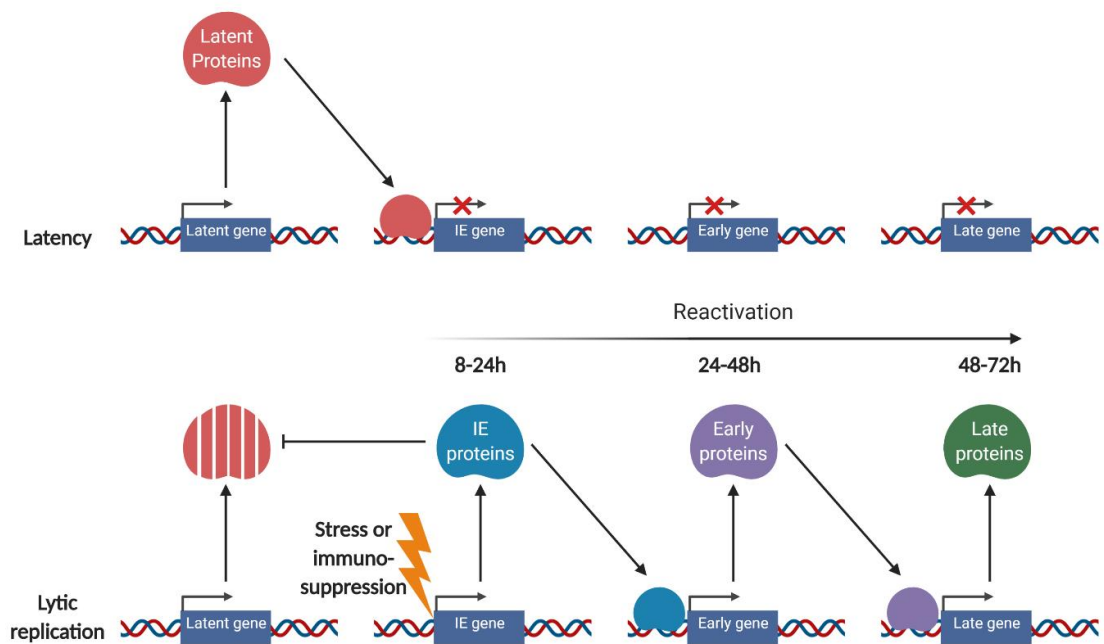 Latent
Proteins
Latency
Latent gene
IE gene
Early gene
Late gene
Reactivation
8-24h
24-48h
48-72h
IE
proteins
Early
proteins
Late
proteins
Stress or
immuno-
suppression
Lytic
replication
Latent gene
IE gene
Early gene
Late gene